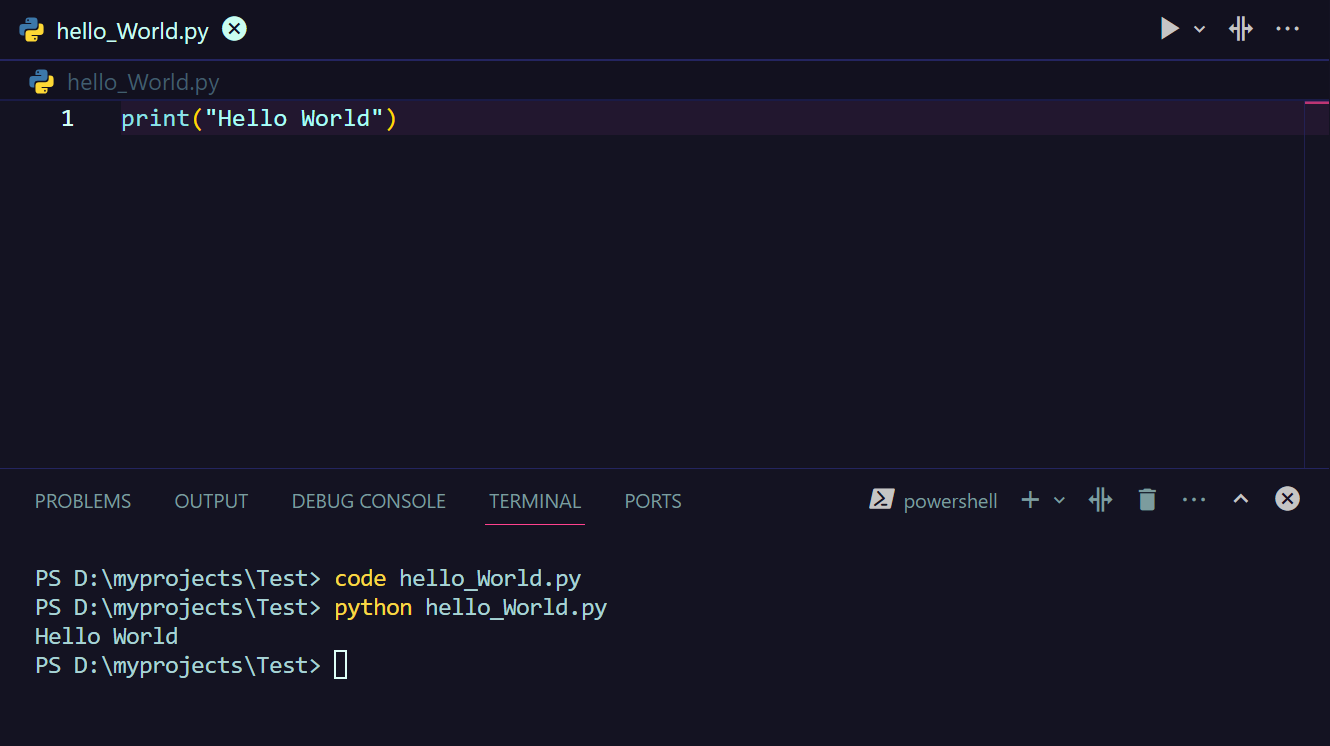 hello_World.py
hello_World.py
1 print("Hello World")
PROBLEMS OUTPUT DEBUG CONSOLE TERMINAL PORTS powershell
PS D:\myprojects\Test> code hello_World.py
PS D:\myprojects\Test> python hello_World.py
Hello World
PS D:\myprojects\Test>